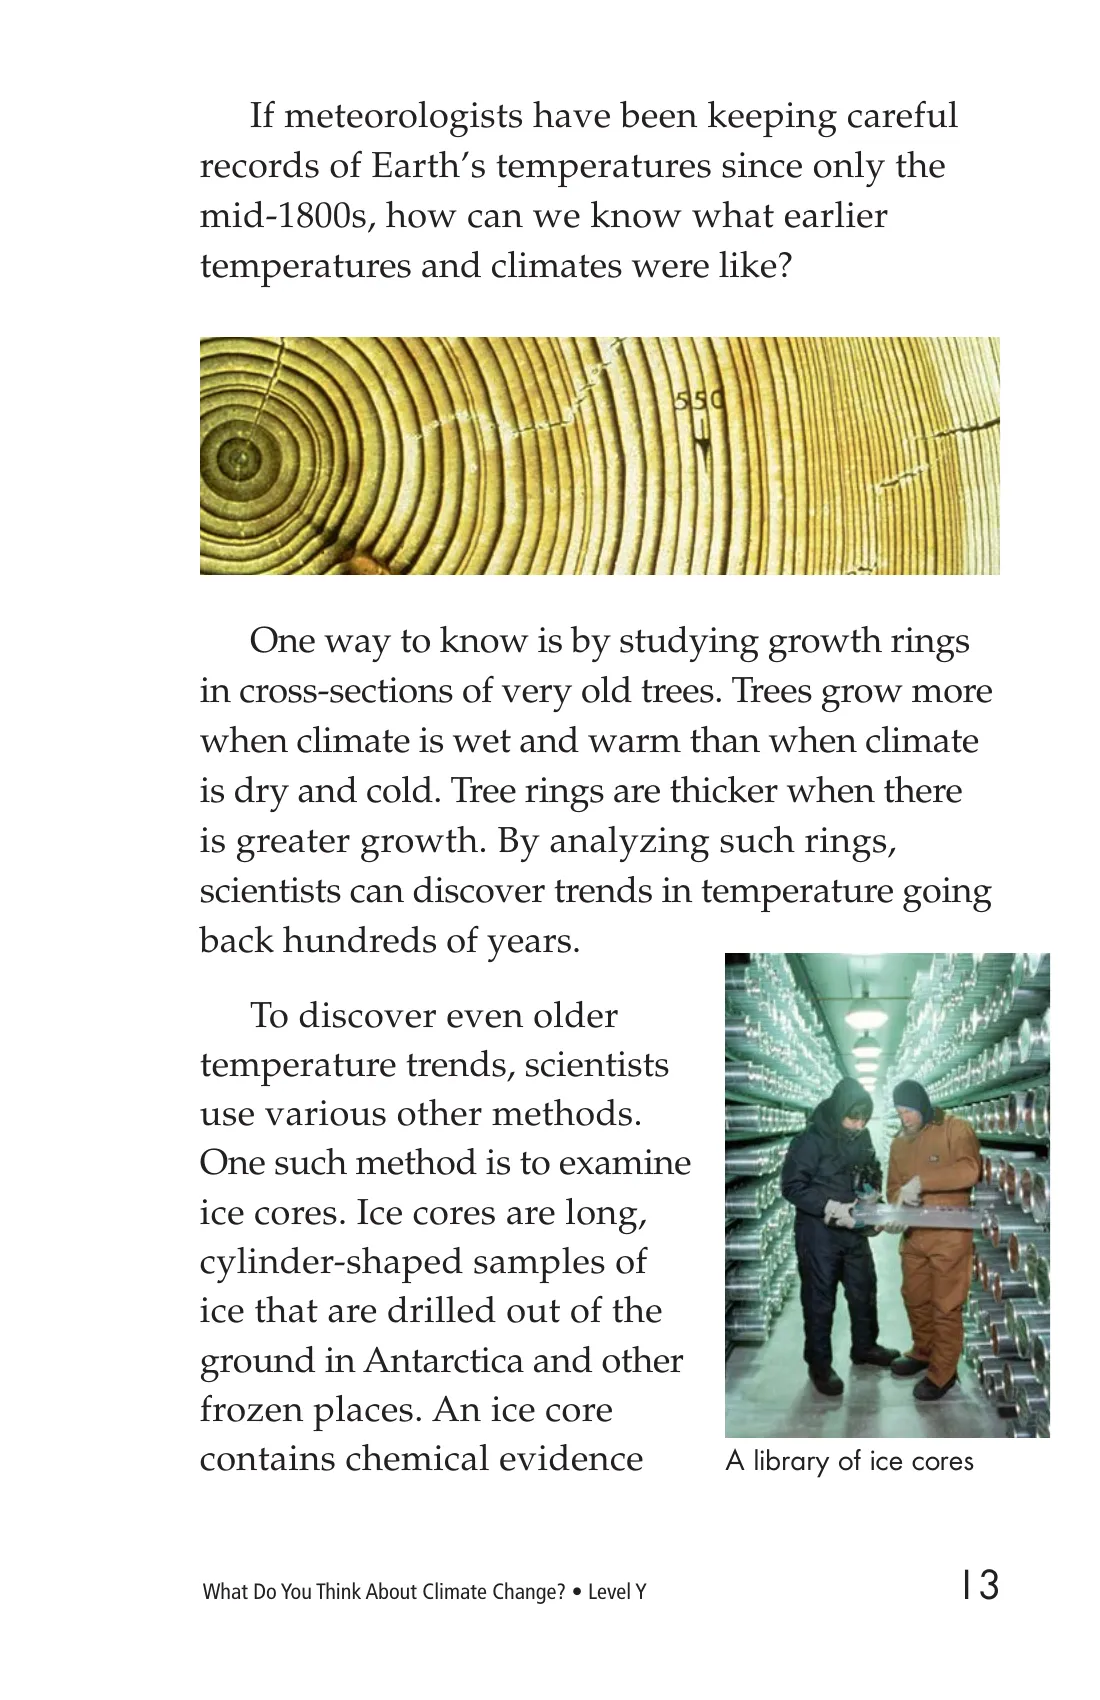 If meteorologists have been keeping careful
records of Earth’s temperatures since only the
mid-1800s, how can we know what earlier
temperatures and climates were like?
550
One way to know is by studying growth rings
in cross-sections of very old trees. Trees grow more
when climate is wet and warm than when climate
is dry and cold. Tree rings are thicker when there
is greater growth. By analyzing such rings,
scientists can discover trends in temperature going
back hundreds of years.
To discover even older
temperature trends, scientists
use various other methods.
One such method is to examine
ice cores. Ice cores are long,
cylinder-shaped samples of
ice that are drilled out of the
ground in Antarctica and other
frozen places. An ice core
contains chemical evidence
A library of ice cores
What Do You Think About Climate Change? • Level Y
13